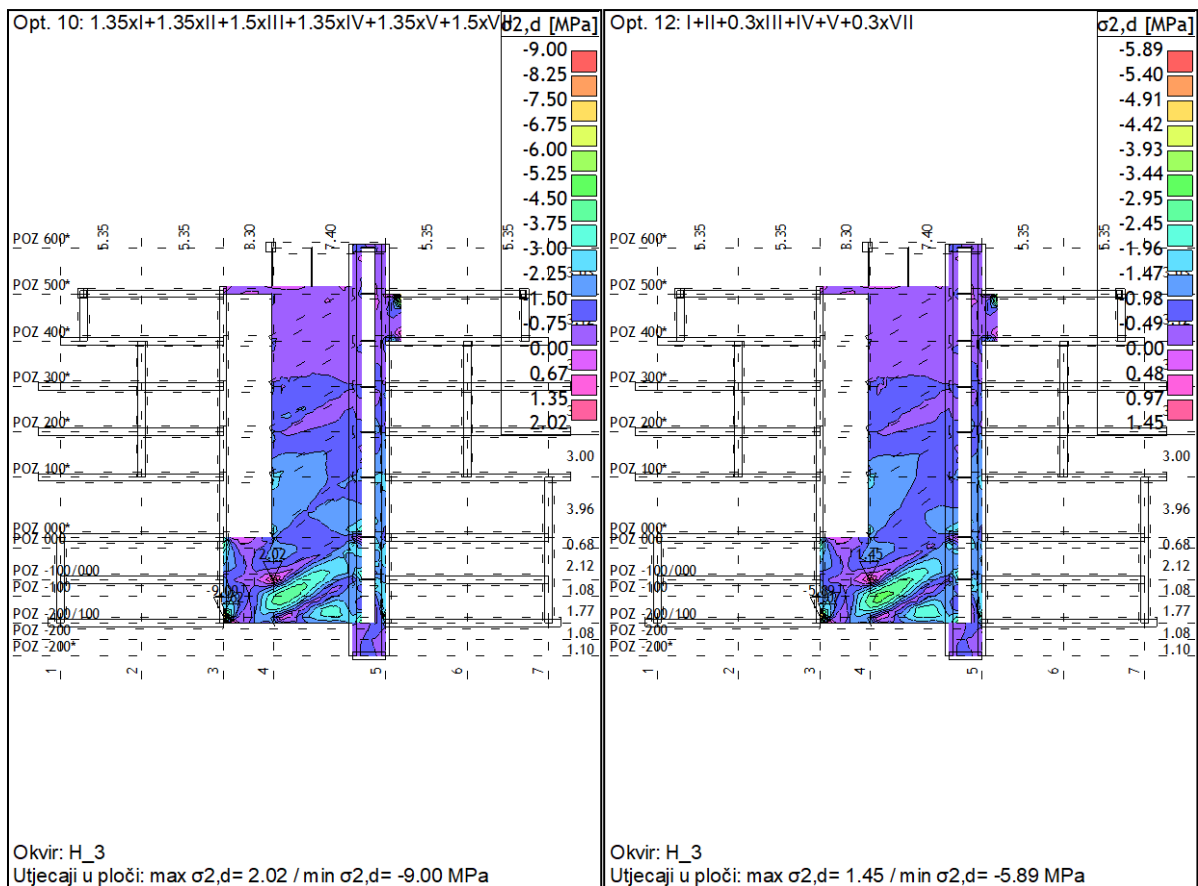 Opt. 10: 1.35xI+1.35xII+1.5xIII+1.35xIV+1.35xV+1.5xVII
σ2,d [MPa]
-9.00
-8.25
-7.50
-6.75
-6.00
-5.25
-4.50
-3.75
-3.00
-2.25
-1.50
-0.75
0.00
0.67
1.35
2.02
5.35
5.35
8.30
7.40
5.35
5.35
POZ 600*
POZ 500*
POZ 400*
POZ 300*
POZ 200*
POZ 100*
POZ 000*
POZ 000
POZ -100/000
POZ -100
POZ -200/100
POZ -200
POZ -200*
3.00
3.96
0.68
2.12
1.08
1.77
1.08
1.10
2.02
1
2
3
4
5
6
7
Okvir: H_3
Utjecaji u ploči: max σ2,d= 2.02 / min σ2,d= -9.00 MPa
Opt. 12: I+II+0.3xIII+IV+V+0.3xVII
σ2,d [MPa]
-5.89
-5.40
-4.91
-4.42
-3.93
-3.44
-2.95
-2.45
-1.96
-1.47
-0.98
-0.49
0.00
0.48
0.97
1.45
5.35
5.35
8.30
7.40
5.35
5.35
POZ 600*
POZ 500*
POZ 400*
POZ 300*
POZ 200*
POZ 100*
POZ 000*
POZ 000
POZ -100/000
POZ -100
POZ -200/100
POZ -200
POZ -200*
3.00
3.96
0.68
2.12
1.08
1.77
1.08
1.10
1
2
3
4
5
6
7
Okvir: H_3
Utjecaji u ploči: max σ2,d= 1.45 / min σ2,d= -5.89 MPa